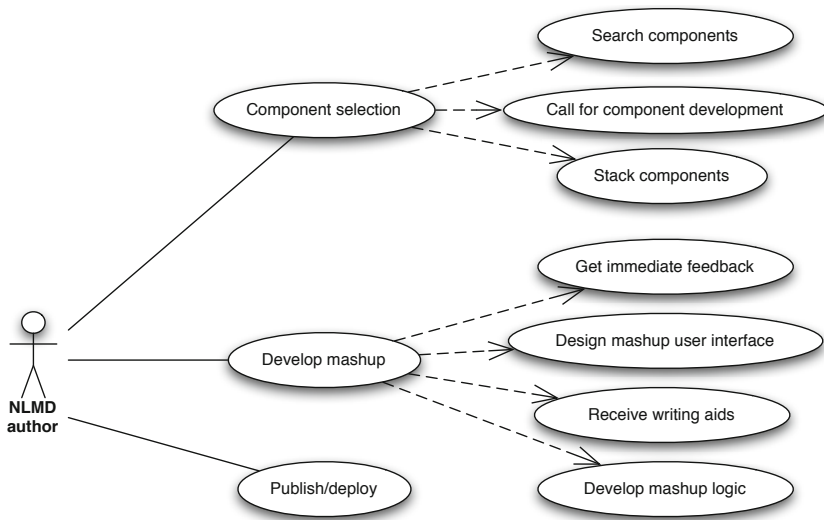 Search components
Component selection
Call for component development
Stack components
Get immediate feedback
Design mashup user interface
Develop mashup
Receive writing aids
NLMD
author
Publish/deploy
Develop mashup logic